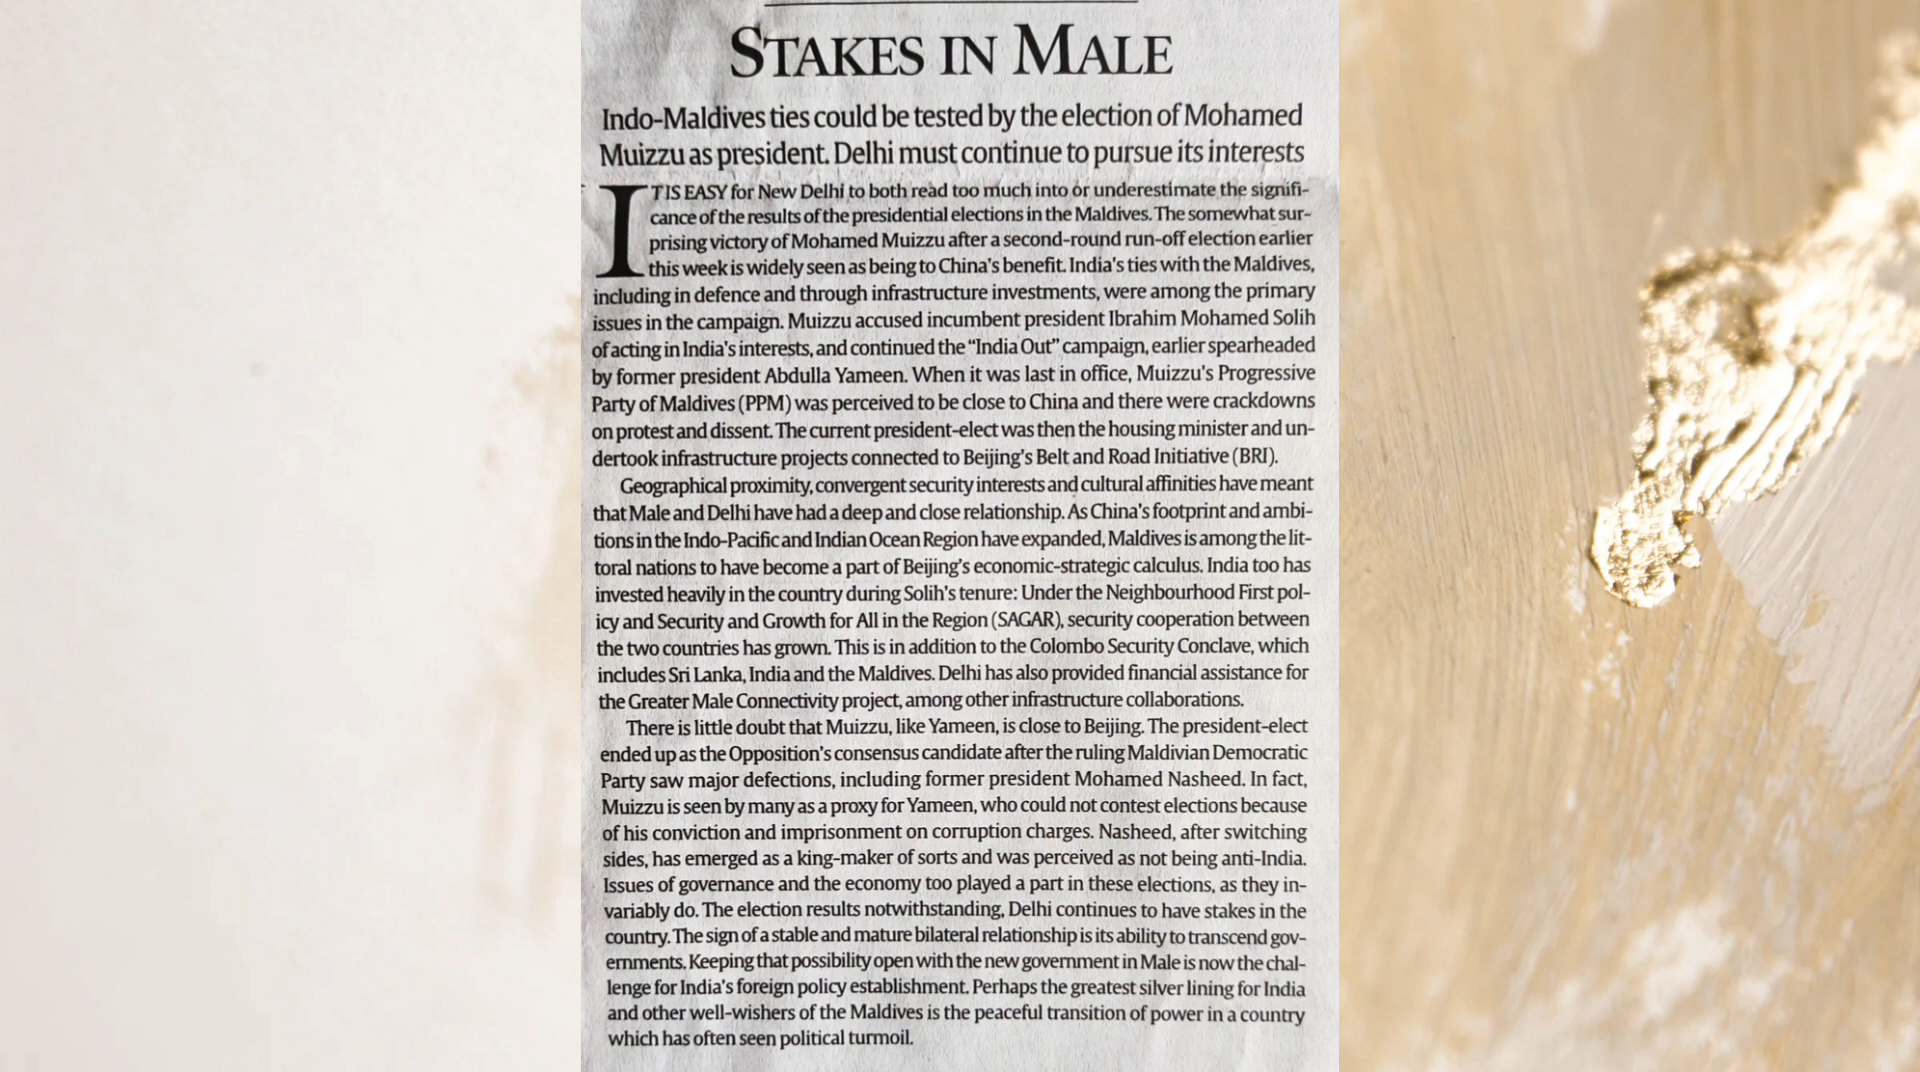 STAKES IN MALE
Indo-Maldives ties could be tested by the election of Mohamed
Muizzu as president. Delhi must continue to pursue its interests
IT IS EASY for New Delhi to both read too much into or underestimate the signifi-
cance of the results of the presidential elections in the Maldives. The somewhat sur-
prising victory of Mohamed Muizzu after a second-round run-off election earlier
this week is widely seen as being to China's benefit. India's ties with the Maldives,
including in defence and through infrastructure investments, were among the primary
issues in the campaign. Muizzu accused incumbent president Ibrahim Mohamed Solih
of acting in India's interests, and continued the “India Out” campaign, earlier spearheaded
by former president Abdulla Yameen. When it was last in office, Muizzu's Progressive
Party of Maldives (PPM) was perceived to be close to China and there were crackdowns
on protest and dissent. The current president-elect was then the housing minister and un-
dertook infrastructure projects connected to Beijing's Belt and Road Initiative (BRI).
Geographical proximity, convergent security interests and cultural affinities have meant
that Male and Delhi have had a deep and close relationship. As China's footprint and ambi-
tions in the Indo-Pacific and Indian Ocean Region have expanded, Maldives is among the lit-
toral nations to have become a part of Beijing's economic-strategic calculus. India too has
invested heavily in the country during Solih's tenure: Under the Neighbourhood First pol-
icy and Security and Growth for All in the Region (SAGAR), security cooperation between
the two countries has grown. This is in addition to the Colombo Security Conclave, which
includes Sri Lanka, India and the Maldives. Delhi has also provided financial assistance for
the Greater Male Connectivity project, among other infrastructure collaborations.
There is little doubt that Muizzu, like Yameen, is close to Beijing. The president-elect
ended up as the Opposition's consensus candidate after the ruling Maldivian Democratic
Party saw major defections, including former president Mohamed Nasheed. In fact,
Muizzu is seen by many as a proxy for Yameen, who could not contest elections because
of his conviction and imprisonment on corruption charges. Nasheed, after switching
sides, has emerged as a king-maker of sorts and was perceived as not being anti-India.
Issues of governance and the economy too played a part in these elections, as they in-
variably do. The election results notwithstanding, Delhi continues to have stakes in the
country. The sign of a stable and mature bilateral relationship is its ability to transcend gov-
ernments. Keeping that possibility open with the new government in Male is now the chal-
lenge for India's foreign policy establishment. Perhaps the greatest silver lining for India
and other well-wishers of the Maldives is the peaceful transition of power in a country
which has often seen political turmoil.